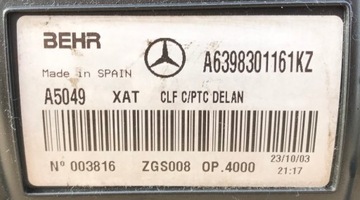 BEHR A6398301161KZ
Made in SPAIN
A5049 XAT CLF C/PTC DELAN
Nº 003816 ZGS008 OP.4000 23/10/03
21:17